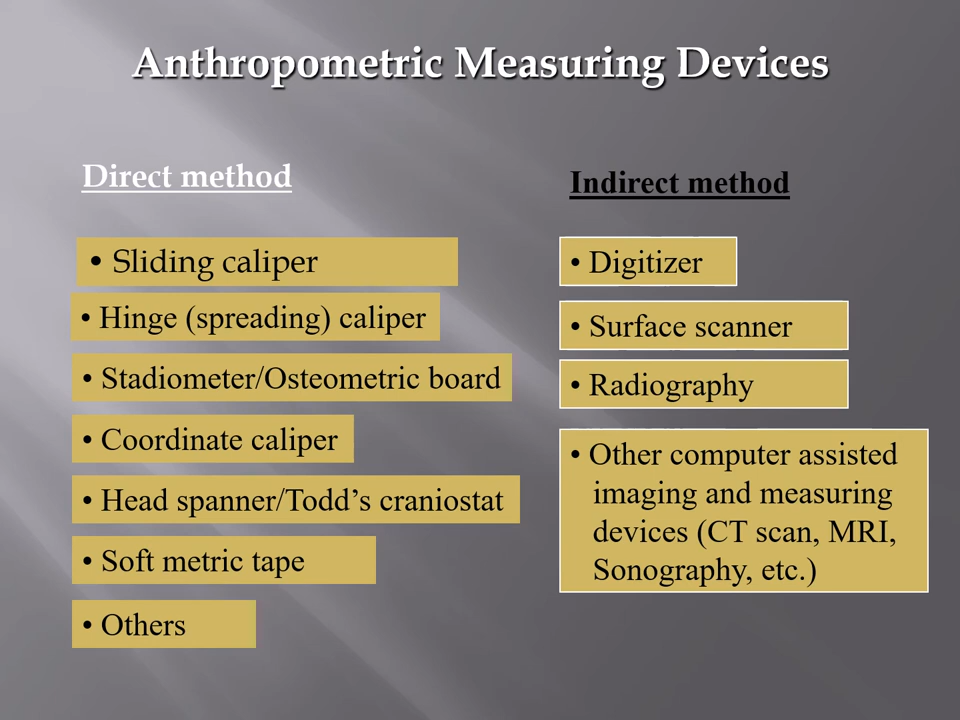 Anthropometric Measuring Devices
Direct method
• Sliding caliper
• Hinge (spreading) caliper
• Stadiometer/Osteometric board
• Coordinate caliper
• Head spanner/Todd’s craniostat
• Soft metric tape
• Others
Indirect method
• Digitizer
• Surface scanner
• Radiography
• Other computer assisted
imaging and measuring
devices (CT scan, MRI,
Sonography, etc.)